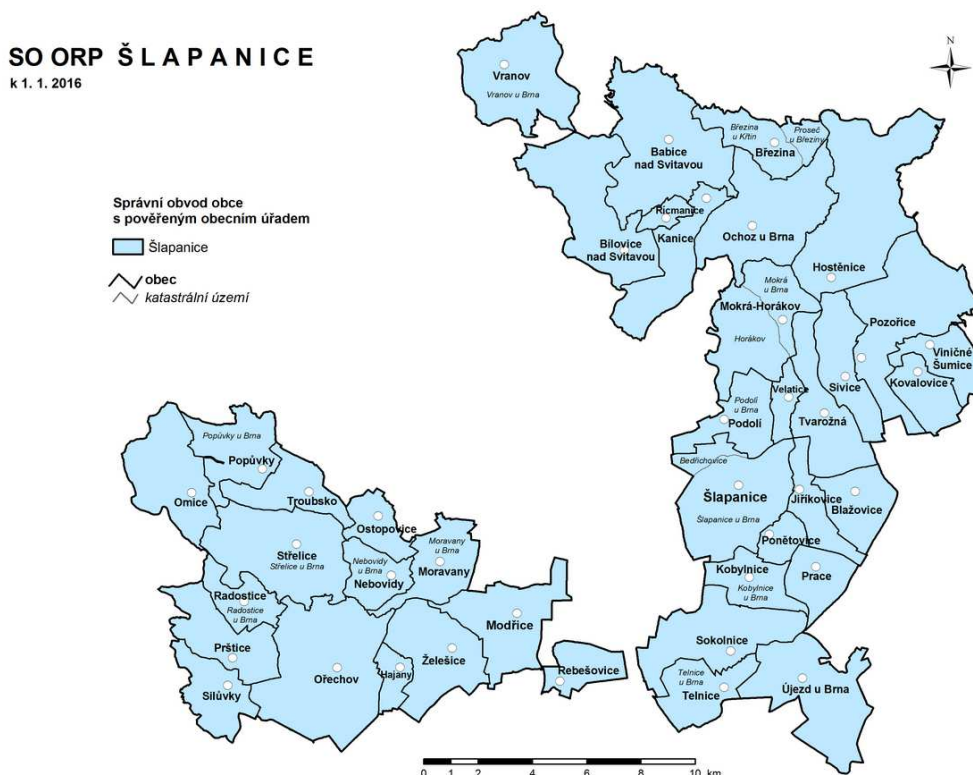 SO ORP ŠLAPANICE
k 1. 1. 2016
N
Správní obvod obce
s pověřeným obecním úřadem
Šlapanice
obec
katastrální území
Vranov
Vranov u Brna
Babice
nad Svitavou
Březina
u Křtin
Proseč
u Březiny
Březina
Řicmanice
Kanice
Ochoz u Brna
Bílovice
nad Svitavou
Hostěnice
Mokrá
u Brna
Mokrá-Horákov
Horákov
Pozořice
Viničné
Šumice
Kovalovice
Sivice
Velatice
Tvarožná
Podolí
u Brna
Podolí
Bedřichovice
Šlapanice
Šlapanice u Brna
Jiříkovice
Blažovice
Ponětovice
Kobylnice
Kobylnice
u Brna
Prace
Sokolnice
Telnice
u Brna
Telnice
Újezd u Brna
Popůvky u Brna
Popůvky
Omice
Troubsko
Ostopovice
Střelice
Střelice u Brna
Nebovidy
u Brna
Nebovidy
Moravany
u Brna
Moravany
Radostice
Radostice
u Brna
Modřice
Prštice
Ořechov
Hajany
Želešice
Rebešovice
Silůvky
0 1 2 4 6 8 10 km